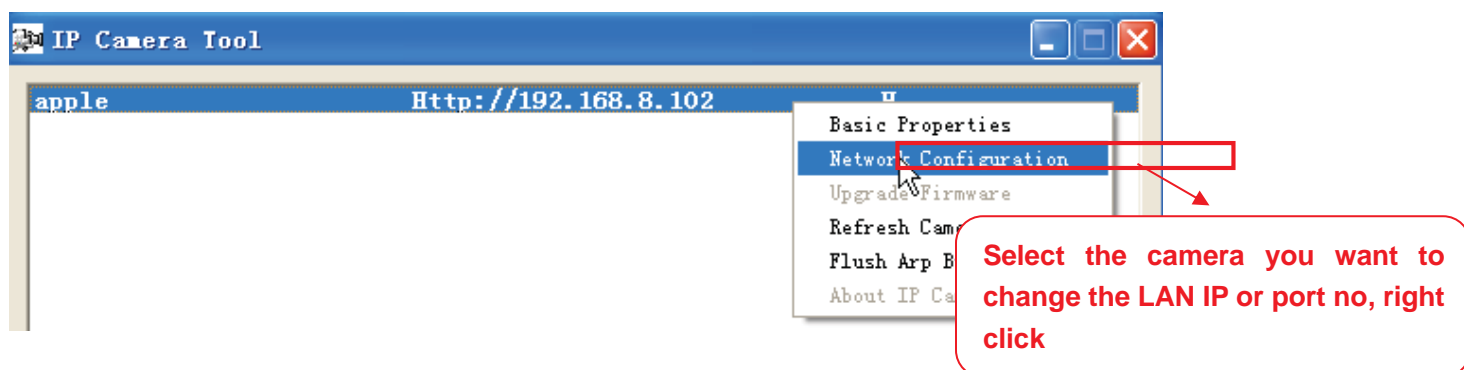 IP Camera Tool
apple Http://192.168.8.102
Basic Properties
Network Configuration
Upgrade Firmware
Refresh Came
Flush Arp B
About IP Ca
Select the camera you want to
change the LAN IP or port no, right
click